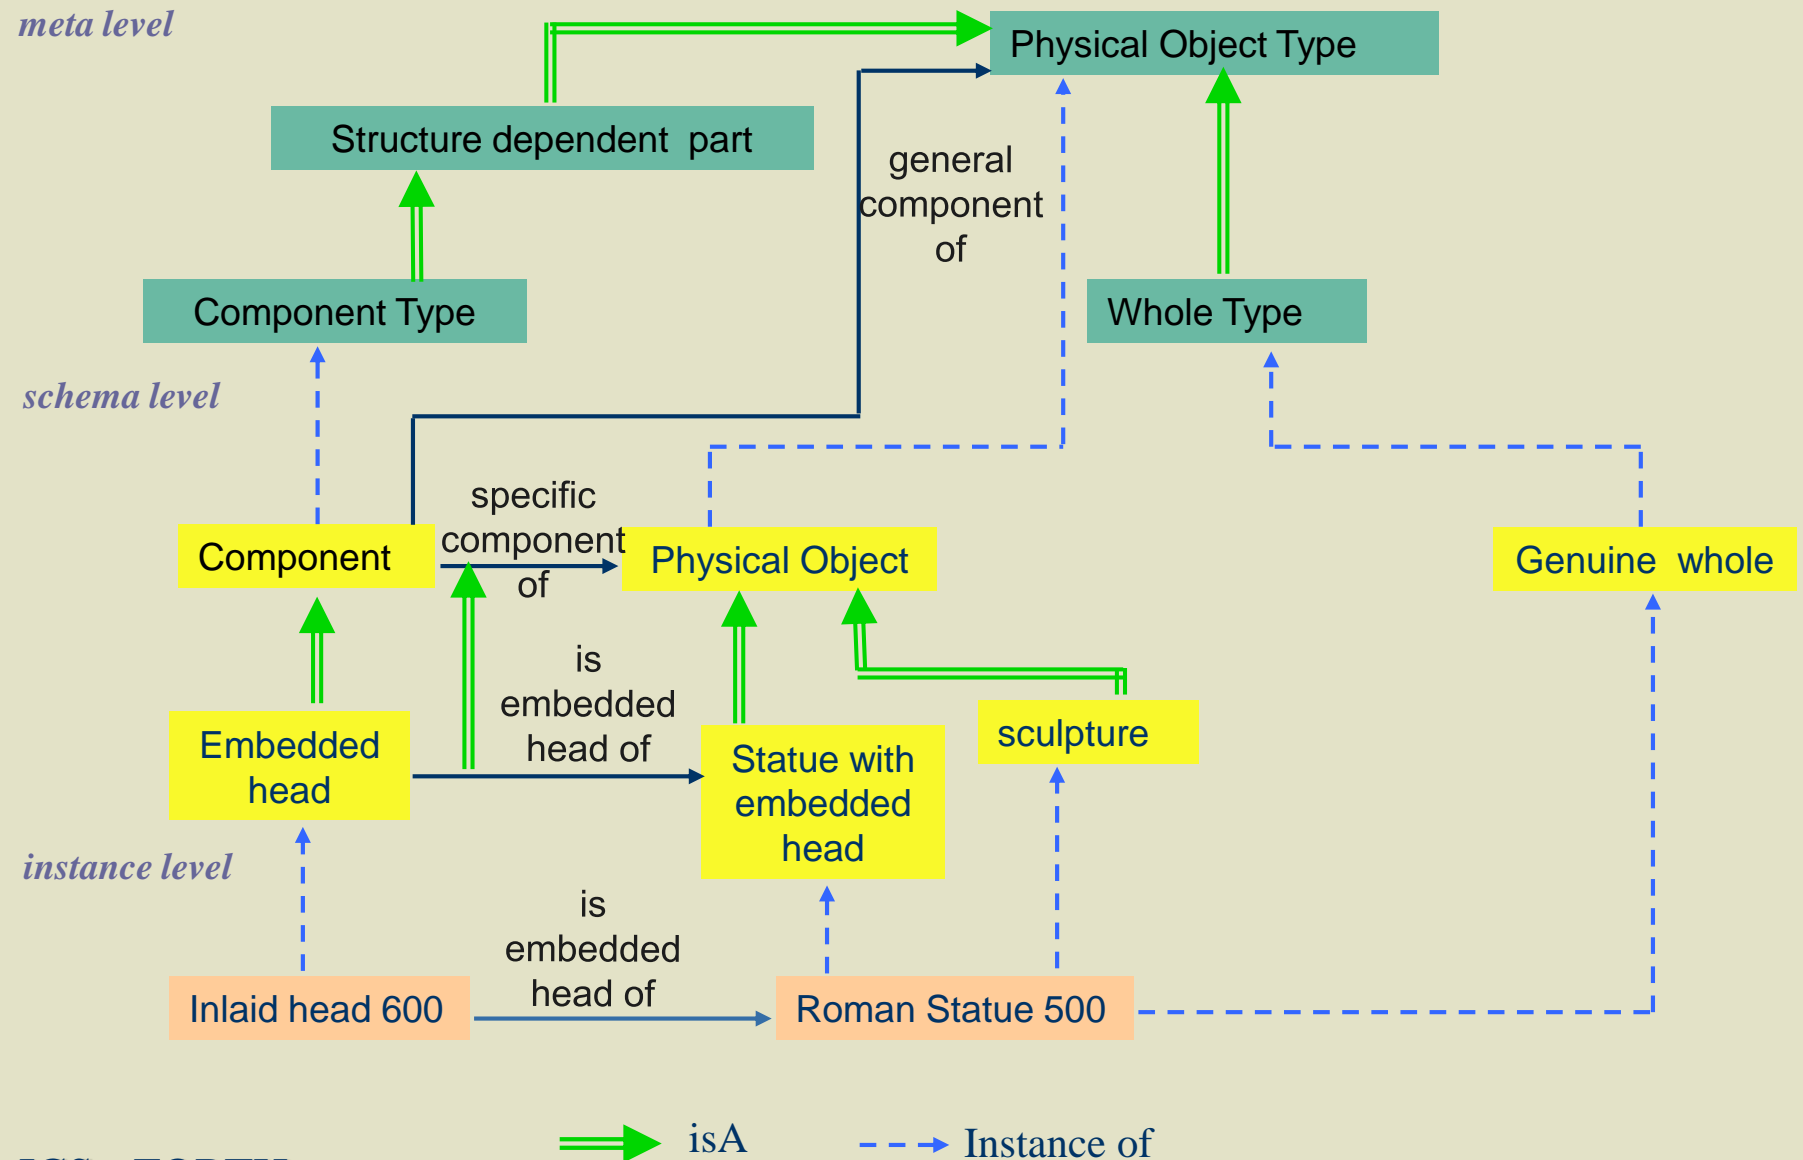 meta level
Physical Object Type
Structure dependent part
general
component
of
Component Type
Whole Type
schema level
specific
component
of
Component
Physical Object
Genuine whole
is
embedded
head of
Embedded
head
Statue with
embedded
head
sculpture
instance level
is
embedded
head of
Inlaid head 600
Roman Statue 500
isA
Instance of